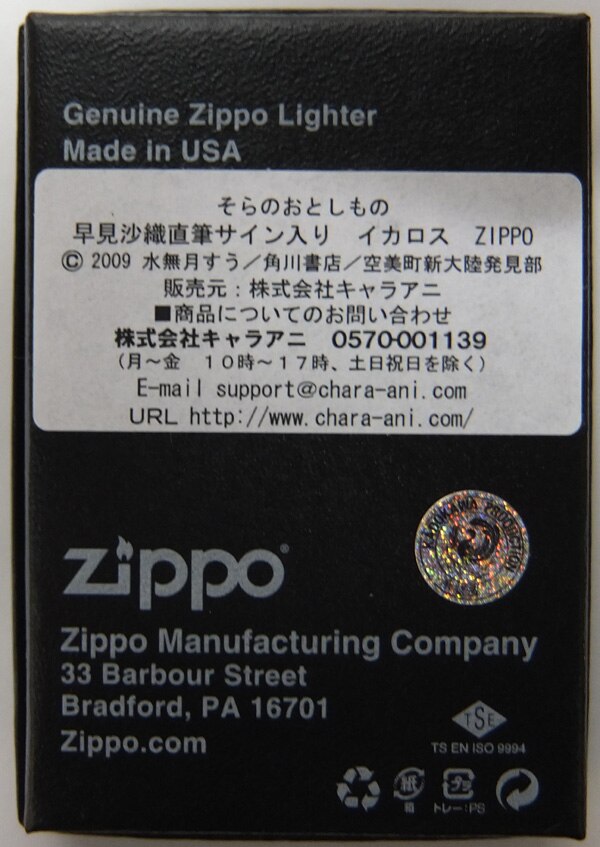 Genuine Zippo Lighter
Made in USA
そらのおとしもの
早見沙織直筆サイン入り　イカロス　ZIPPO
© 2009 水無月すう／角川書店／空美町新大陸発見部
販売元：株式会社キャラアニ
■商品についてのお問い合わせ
株式会社キャラアニ　0570-001139
（月～金　１０時～１７時、土日祝日を除く）
E-mail support@chara-ani.com
URL http://www.chara-ani.com/
KADOKAWA PRODUCTION
zippo®
Zippo Manufacturing Company
33 Barbour Street
Bradford, PA 16701
Zippo.com
TSE
TS EN ISO 9994
紙
箱
プラ
トレー：PS